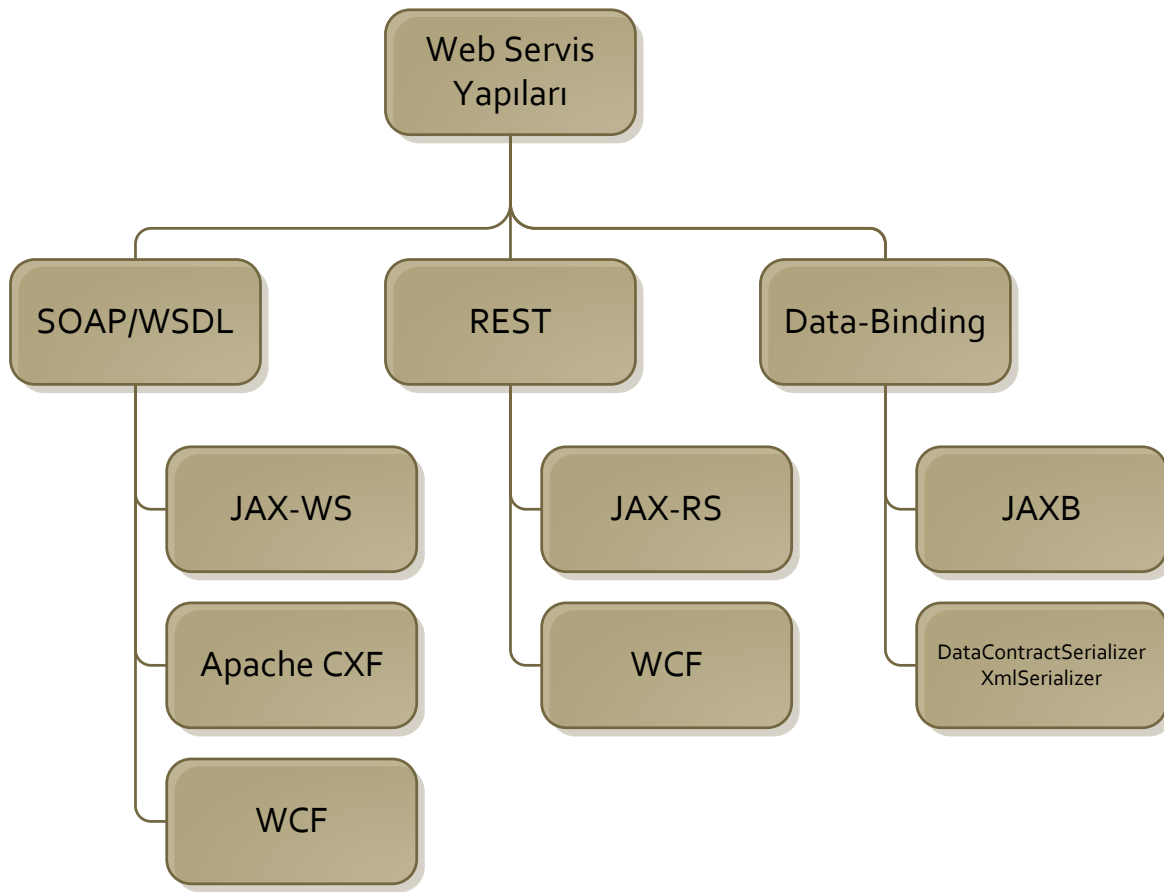 Web Servis
Yapıları
SOAP/WSDL
REST
Data-Binding
JAX-WS
JAX-RS
JAXB
Apache CXF
WCF
DataContractSerializer
XmlSerializer
WCF